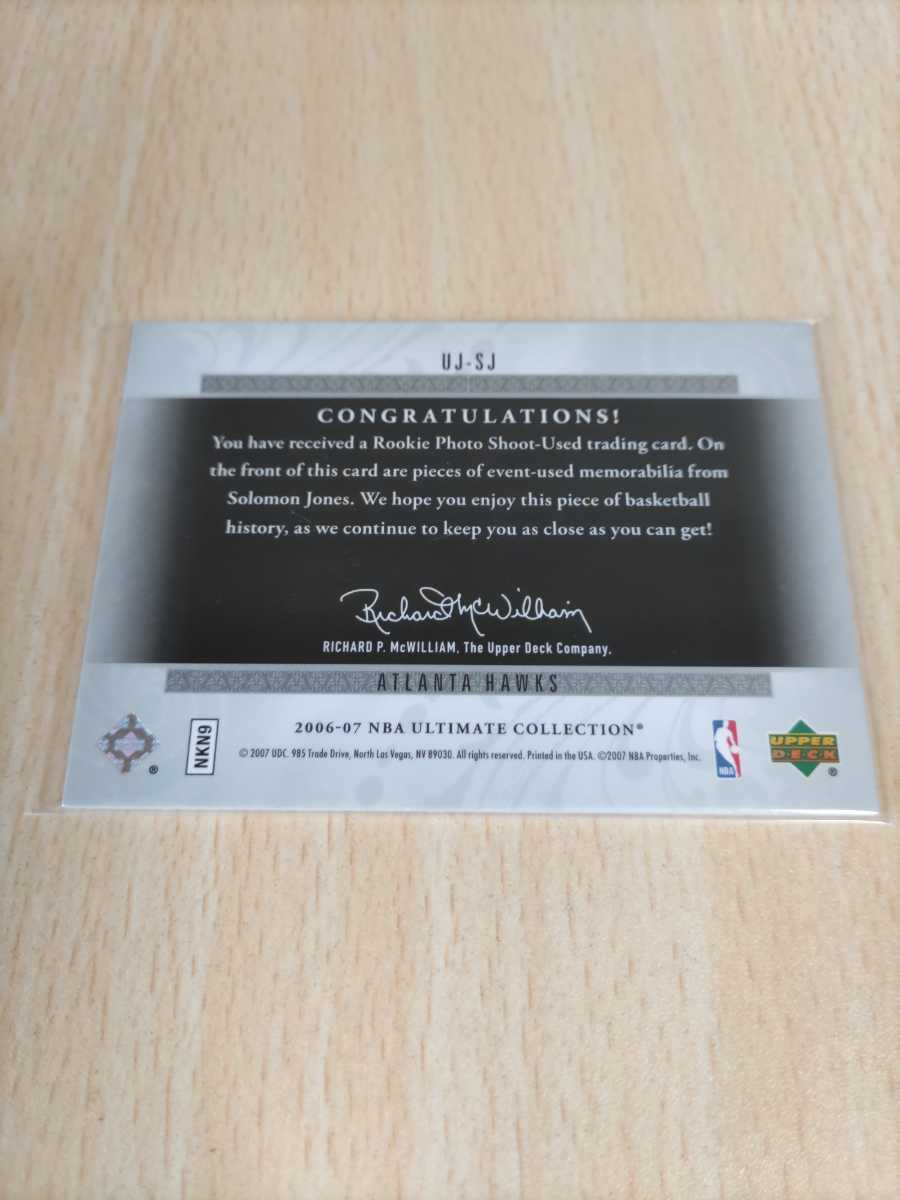 UJ-SJ
CONGRATULATIONS!
You have received a Rookie Photo Shoot-Used trading card. On
the front of this card are pieces of event-used memorabilia from
Solomon Jones. We hope you enjoy this piece of basketball
history, as we continue to keep you as close as you can get!
Richard McWilliam
RICHARD P. McWILLIAM, The Upper Deck Company.
ATLANTA HAWKS
NKN9
2006-07 NBA ULTIMATE COLLECTION®
© 2007 UDC. 985 Trade Drive, North Las Vegas, NV 89030. All rights reserved. Printed in the USA. ©2007 NBA Properties, Inc.
®
NBA
UPPER
D·E·C·K
®